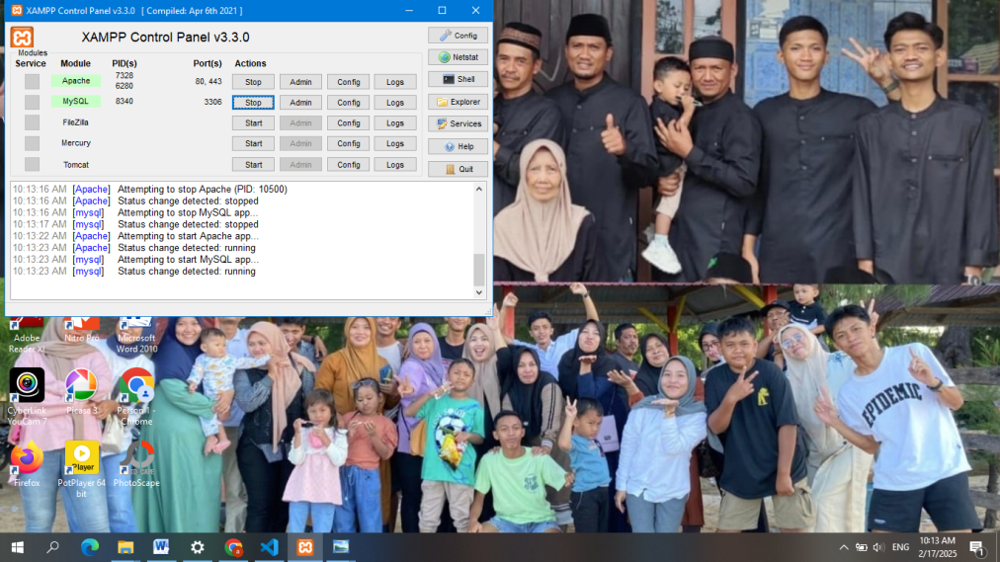 XAMPP Control Panel v3.3.0 [ Compiled: Apr 6th 2021 ]
XAMPP Control Panel v3.3.0
Config
Modules
Service Module PID(s) Port(s) Actions
Netstat
Apache 7328 6280 80, 443 Stop Admin Config Logs
Shell
MySQL 8340 3306 Stop Admin Config Logs
Explorer
FileZilla Start Admin Config Logs
Services
Mercury Start Admin Config Logs
Help
Tomcat Start Admin Config Logs
Quit
10:13:16 AM [Apache] Attempting to stop Apache (PID: 10500)
10:13:16 AM [Apache] Status change detected: stopped
10:13:16 AM [mysql] Attempting to stop MySQL app...
10:13:17 AM [mysql] Status change detected: stopped
10:13:22 AM [Apache] Attempting to start Apache app...
10:13:23 AM [Apache] Status change detected: running
10:13:23 AM [mysql] Attempting to start MySQL app...
10:13:23 AM [mysql] Status change detected: running
Adobe Reader XI
Nitro Pro
Microsoft Word 2010
CyberLink YouCam 7
Picasa 3
Person 1 - Chrome
Firefox
Player
PotPlayer 64 bit
PhotoScape
EPIDEMIC
ENG
10:13 AM
2/17/2025
1